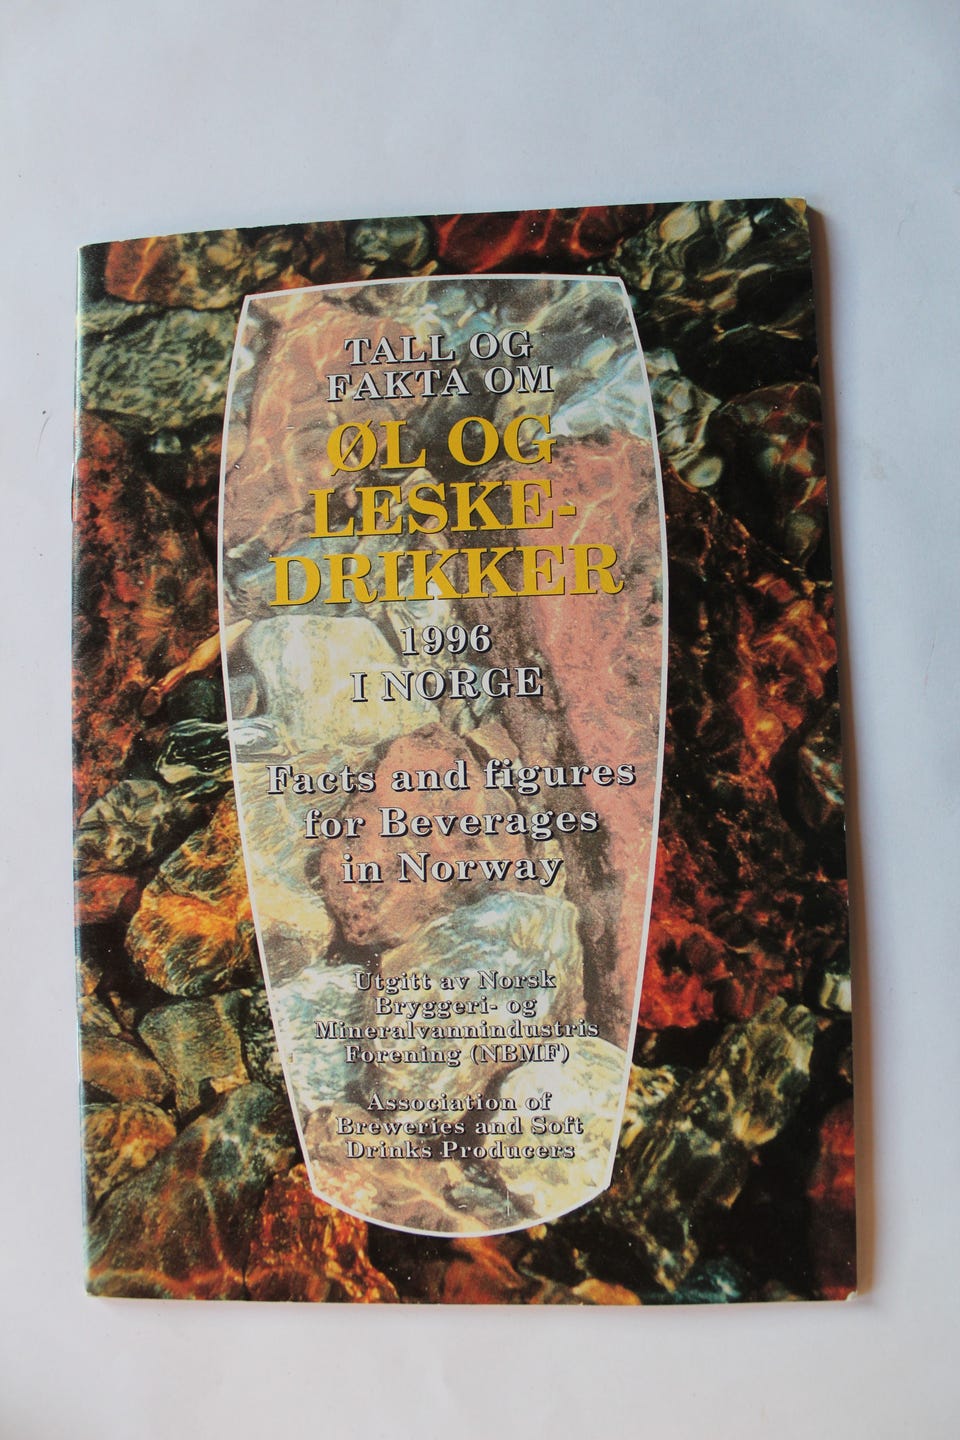 TALL OG
FAKTA OM
ØL OG
LESKE-
DRIKKER
1996
I NORGE
Facts and figures
for Beverages
in Norway
Utgitt av Norsk
Bryggeri- og
Mineralvannindustris
Forening (NBMF)
Association of
Breweries and Soft
Drinks Producers